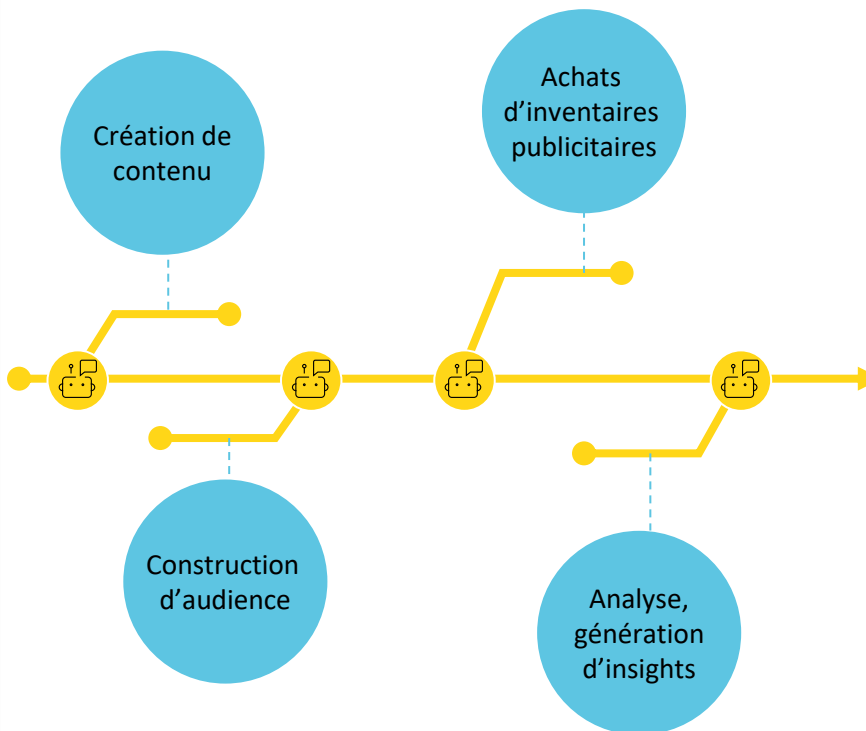 Création de
contenu
Construction
d’audience
Achats
d’inventaires
publicitaires
Analyse,
génération
d’insights